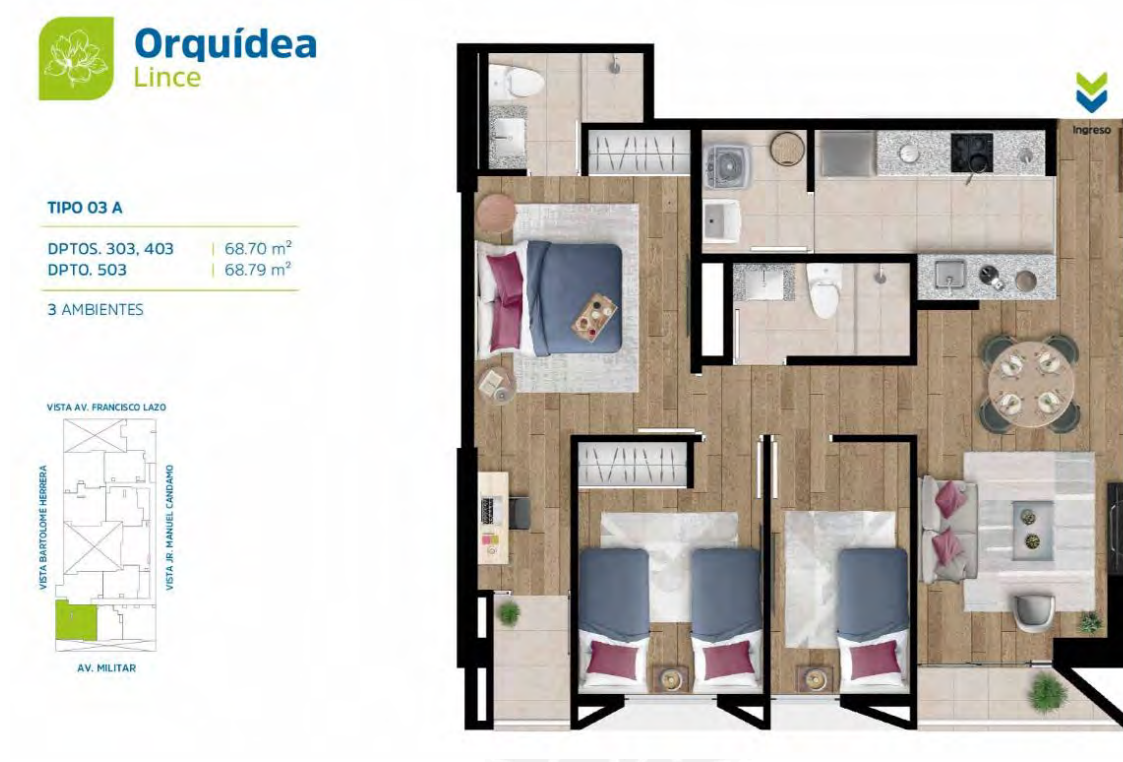 Orquídea
Lince
Ingreso
TIPO 03 A
DPTOS. 303, 403 | 68.70 m²
DPTO. 503 | 68.79 m²
3 AMBIENTES
VISTA AV. FRANCISCO LAZO
VISTA BARTOLOMÉ HERRERA
VISTA JR. MANUEL CANDAMO
AV. MILITAR